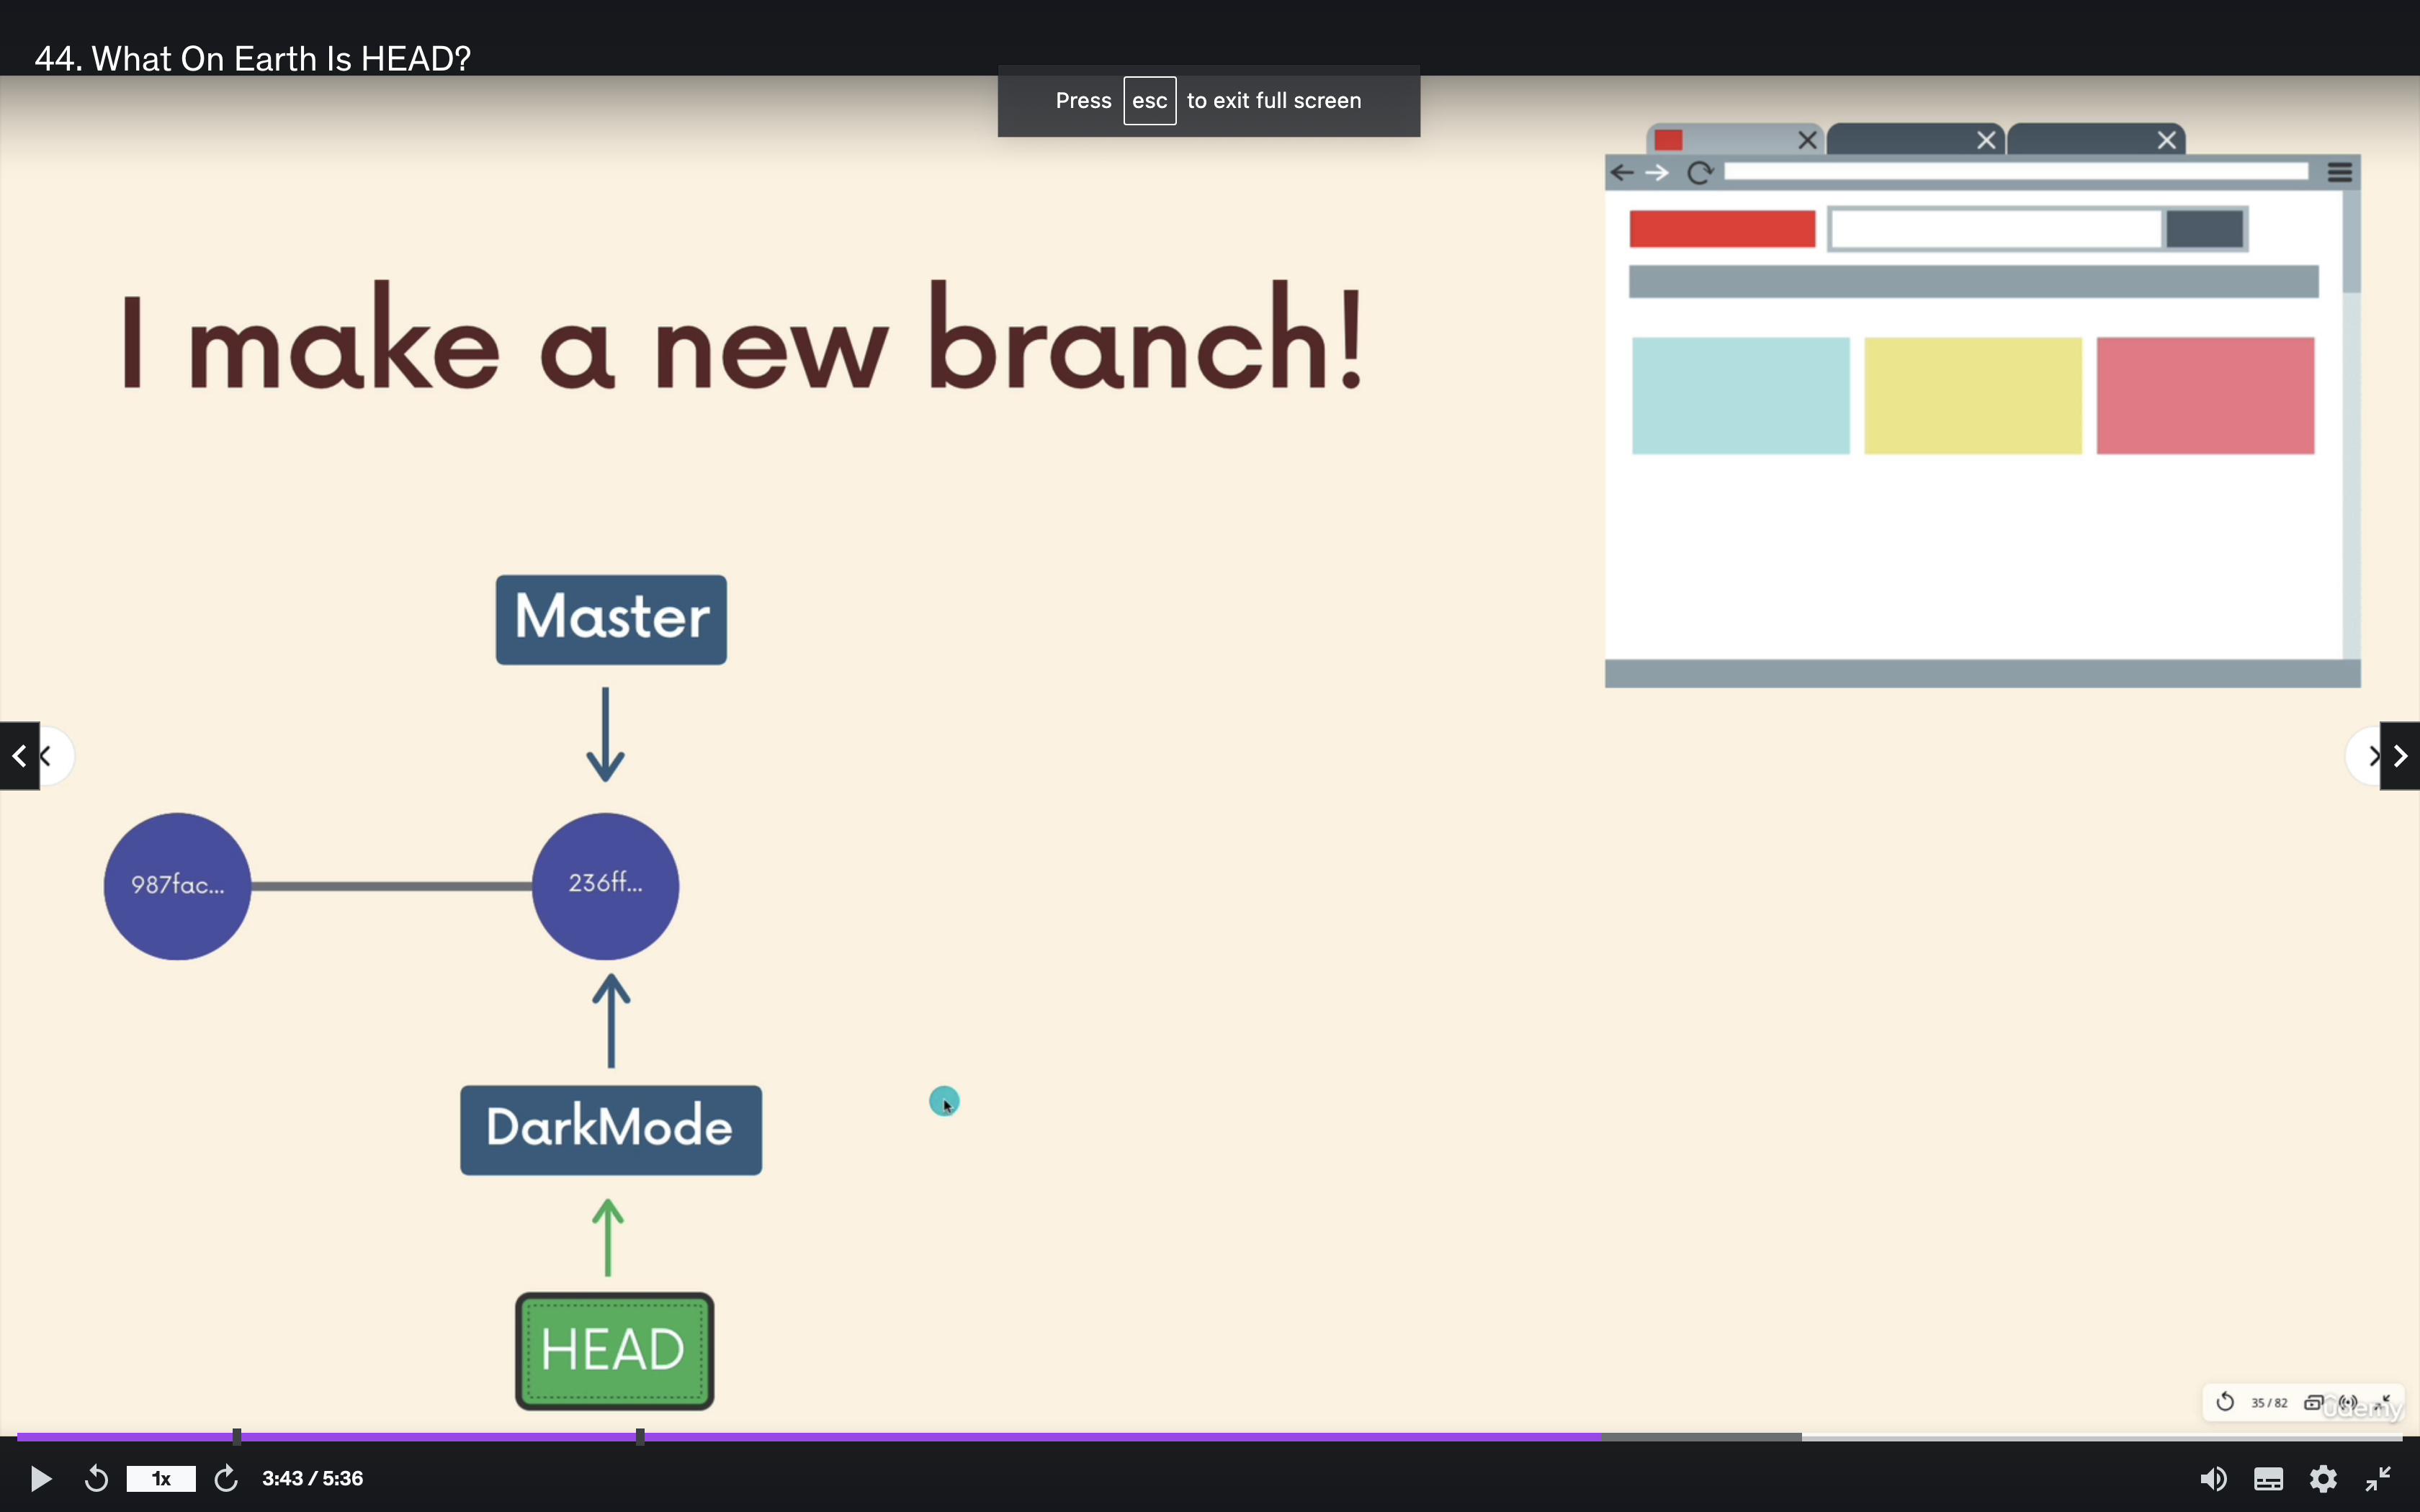 44. What On Earth Is HEAD?
Press esc to exit full screen
I make a new branch!
Master
987fac...
236ff...
DarkMode
HEAD
35 / 82
udemy
1x
3:43 / 5:36